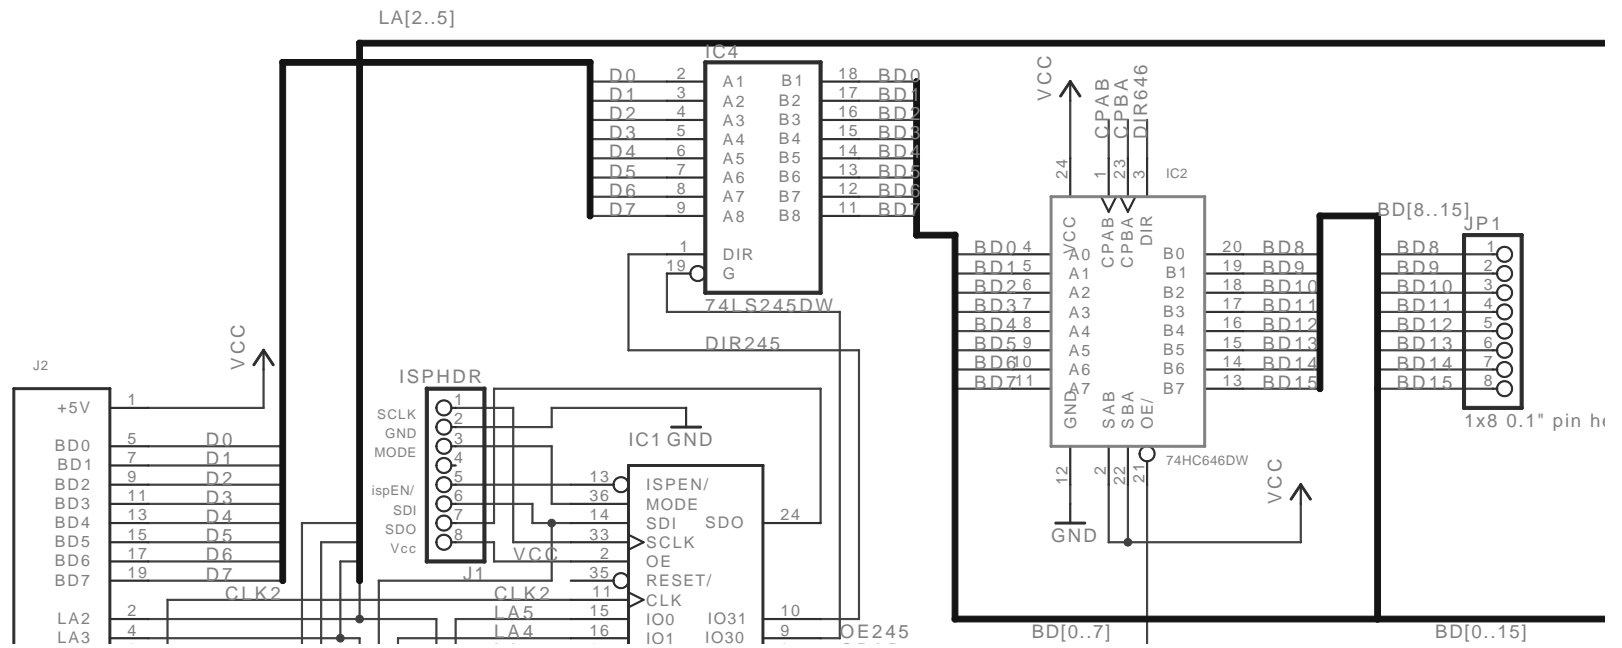 LA[2..5]
IC4
D0 2 A1 B1 18 BD0
D1 3 A2 B2 17 BD1
D2 4 A3 B3 16 BD2
D3 5 A4 B4 15 BD3
D4 6 A5 B5 14 BD4
D5 7 A6 B6 13 BD5
D6 8 A7 B7 12 BD6
D7 9 A8 B8 11 BD7
1 DIR
19 G
74LS245DW
DIR245
VCC CPAB CPBA DIR646
24 1 23 3 IC2
VCC CPAB CPBA DIR
BD[8..15]
JP1
BD0 4 A0 B0 20 BD8 BD8 1
BD1 5 A1 B1 19 BD9 BD9 2
BD2 6 A2 B2 18 BD10 BD10 3
BD3 7 A3 B3 17 BD11 BD11 4
BD4 8 A4 B4 16 BD12 BD12 5
BD5 9 A5 B5 15 BD13 BD13 6
BD6 10 A6 B6 14 BD14 BD14 7
BD7 11 A7 B7 13 BD15 BD15 8
GND SAB SBA OE/
1x8 0.1" pin
12 2 22 21 74HC646DW
GND
VCC
VCC
J2
+5V 1
BD0 5 D0
BD1 7 D1
BD2 9 D2
BD3 11 D3
BD4 13 D4
BD5 15 D5
BD6 17 D6
BD7 19 D7
CLK2
LA2 2
LA3 4
ISPHDR
SCLK 1
GND 2
MODE 3
4
ispEN/ 5
SDI 6
SDO 7
Vcc 8
J1
VCC
IC1 GND
13 ISPEN/
36 MODE
14 SDI SDO 24
33 SCLK
2 OE
35 RESET/
CLK2 11 CLK
LA5 15 IO0 IO31 10
LA4 16 IO1 IO30 9 OE245
BD[0..7]
BD[0..15]